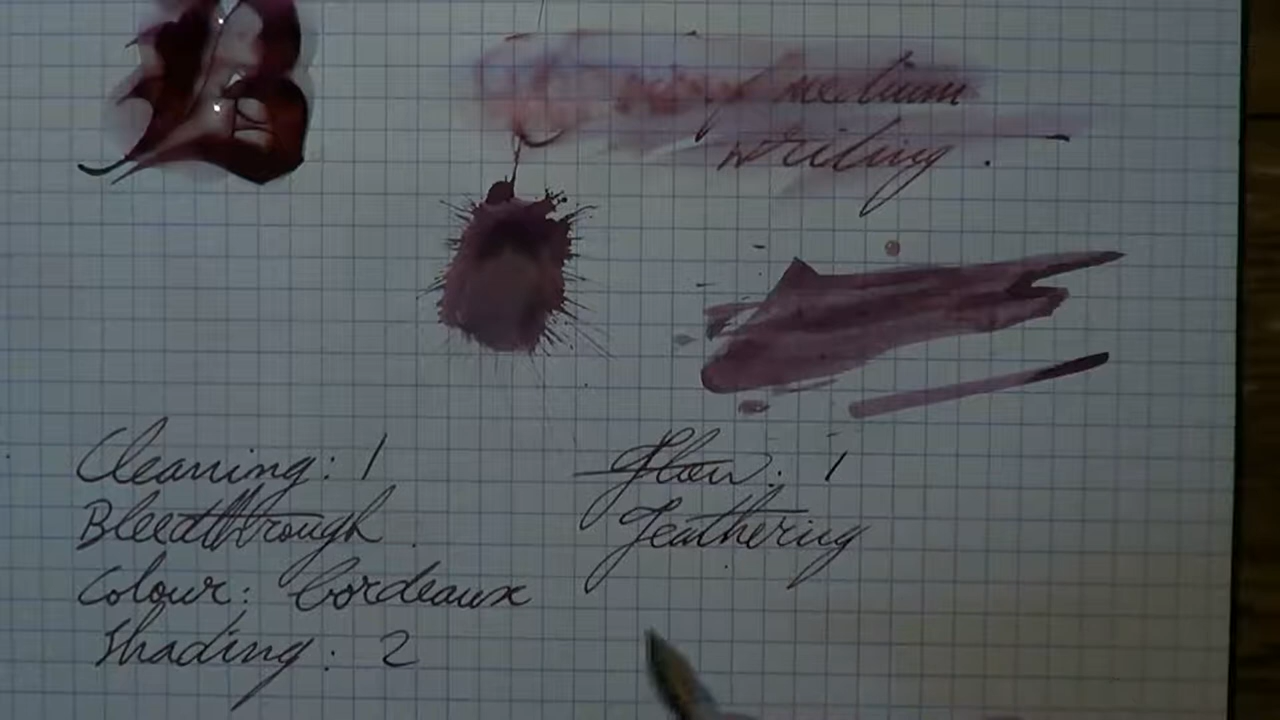 B
medium
writing.
Cleaning: 1
Bleedthrough
Colour: bordeaux
Shading: 2
Flow: 1
Feathering